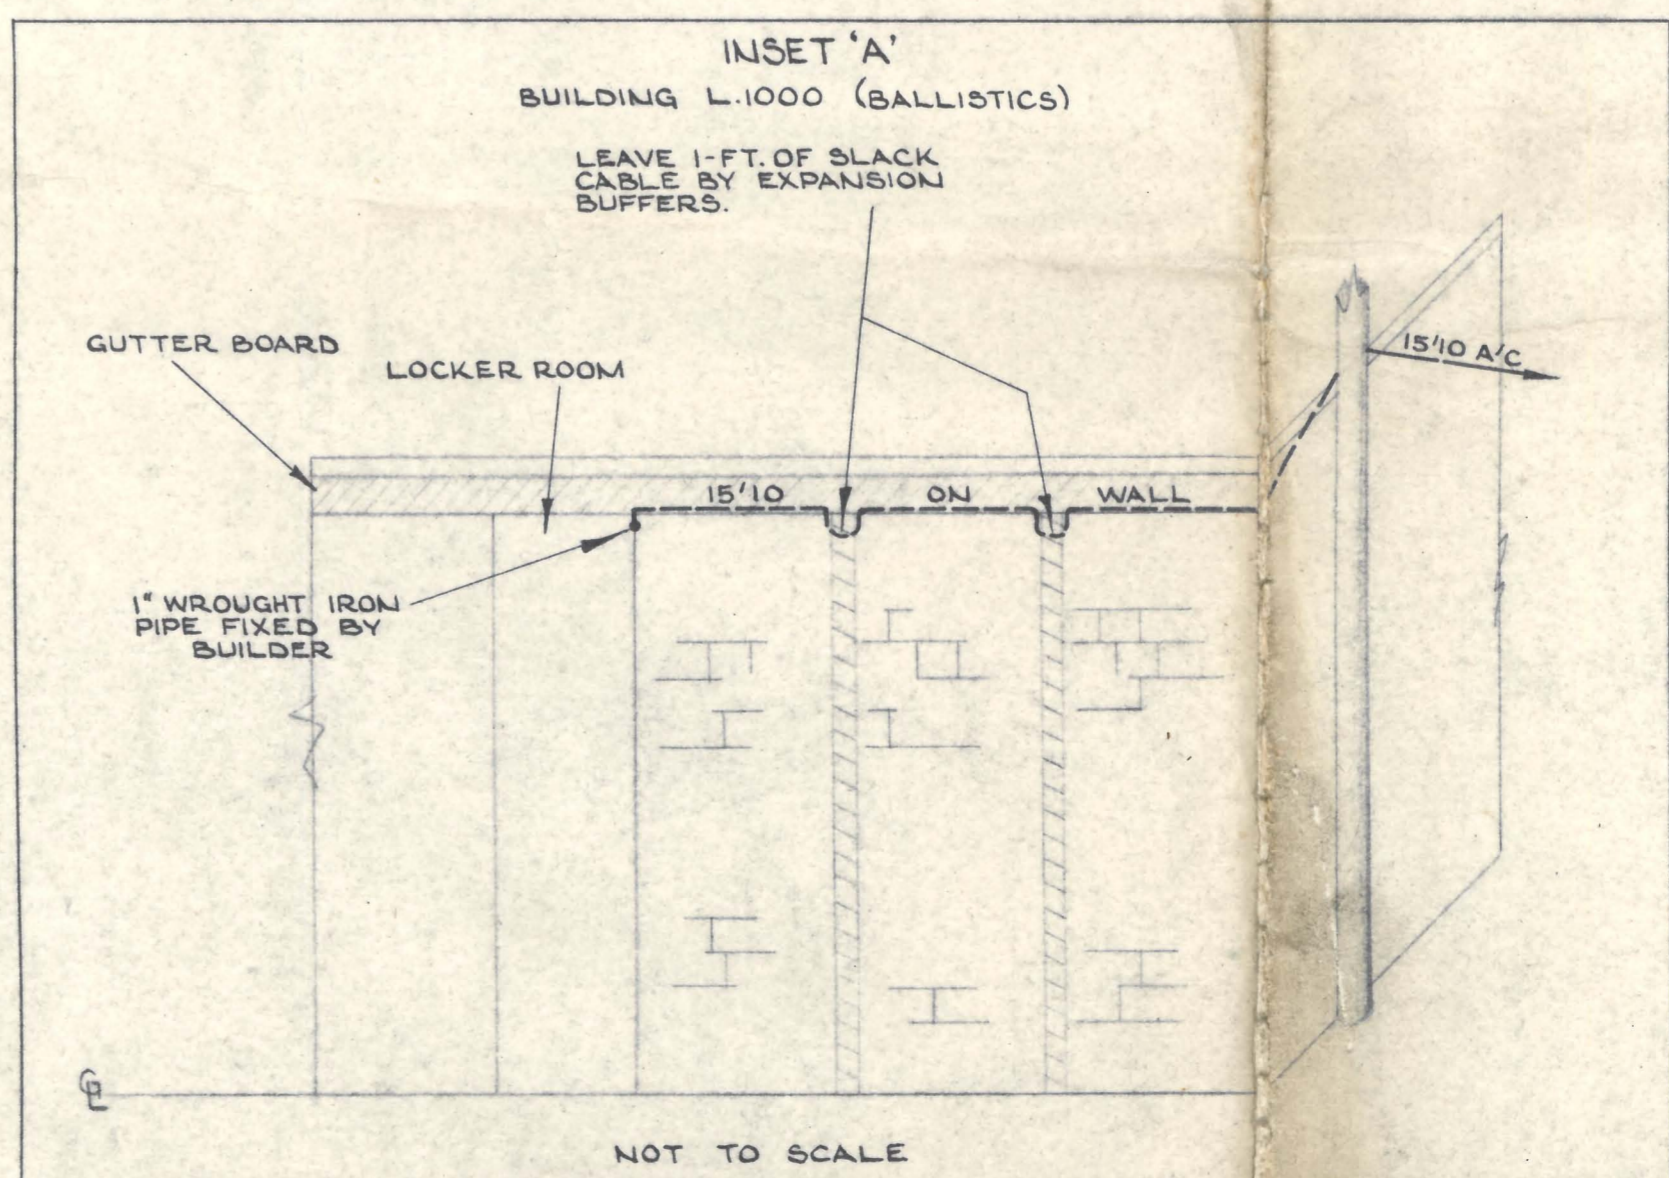 INSET 'A'
BUILDING L.1000 (BALLISTICS)
LEAVE 1-FT. OF SLACK
CABLE BY EXPANSION
BUFFERS.
GUTTER BOARD
LOCKER ROOM
15'10 A'C
15'10 ON WALL
1" WROUGHT IRON
PIPE FIXED BY
BUILDER
GL
NOT TO SCALE